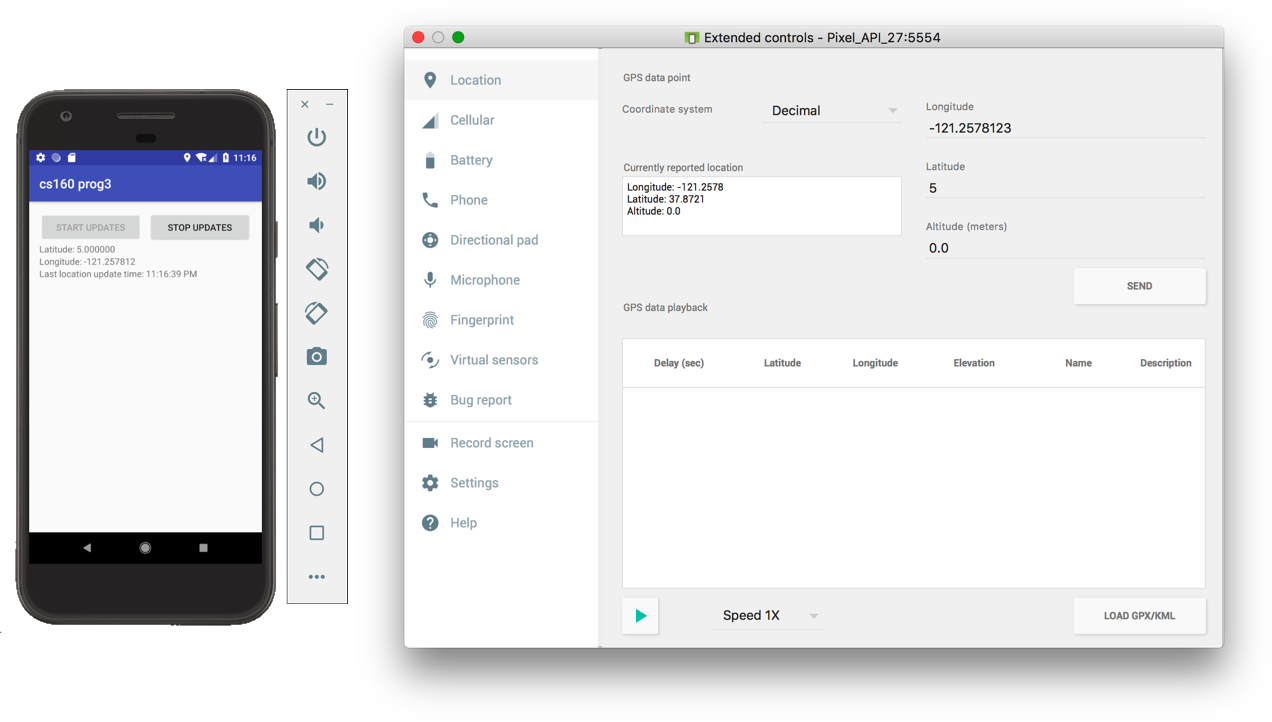 11:16
cs160 prog3
START UPDATES STOP UPDATES
Latitude: 5.000000
Longitude: -121.257812
Last location update time: 11:16:39 PM
Extended controls - Pixel_API_27:5554
Location
Cellular
Battery
Phone
Directional pad
Microphone
Fingerprint
Virtual sensors
Bug report
Record screen
Settings
Help
GPS data point
Coordinate system Decimal
Longitude
-121.2578123
Currently reported location
Longitude: -121.2578
Latitude: 37.8721
Altitude: 0.0
Latitude
5
Altitude (meters)
0.0
SEND
GPS data playback
Delay (sec) Latitude Longitude Elevation Name Description
Speed 1X
LOAD GPX/KML